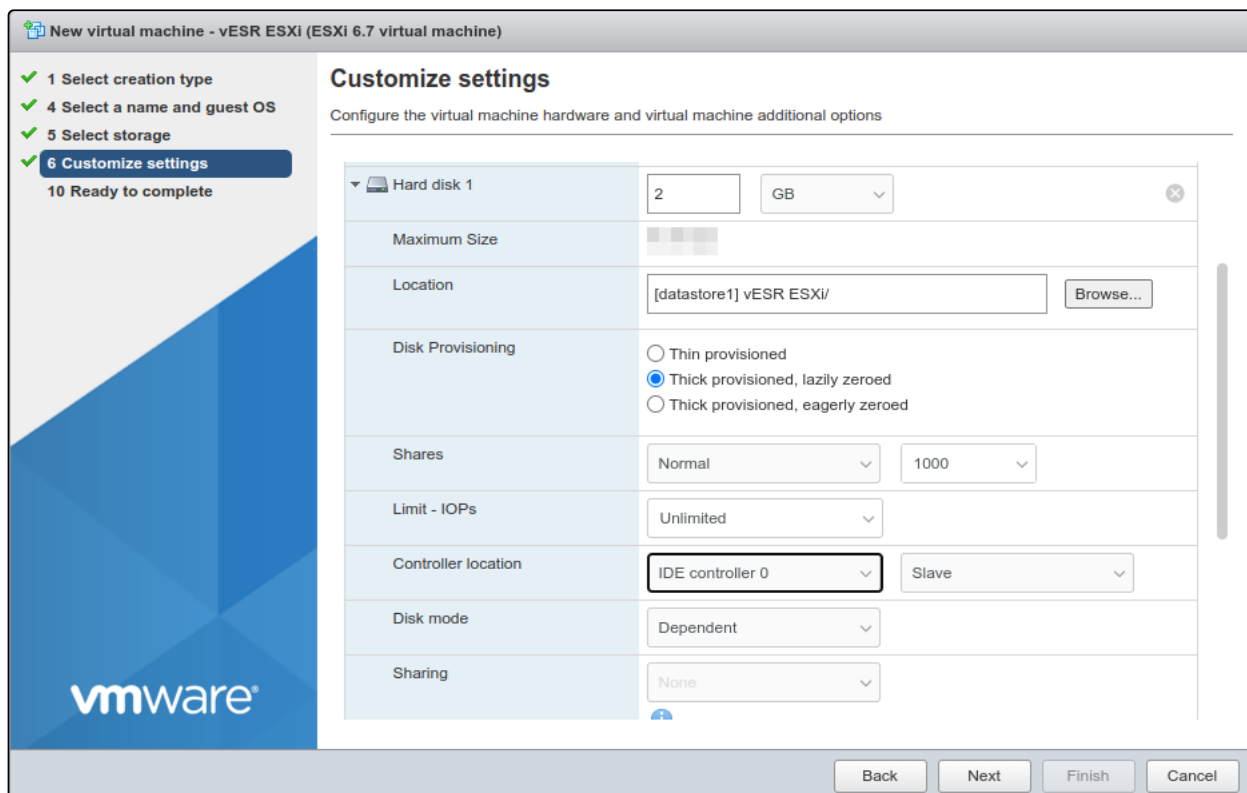 New virtual machine - vESR ESXi (ESXi 6.7 virtual machine)
1 Select creation type
4 Select a name and guest OS
5 Select storage
6 Customize settings
10 Ready to complete
vmware®
Customize settings
Configure the virtual machine hardware and virtual machine additional options
Hard disk 1 2 GB
Maximum Size
Location [datastore1] vESR ESXi/ Browse...
Disk Provisioning
Thin provisioned
Thick provisioned, lazily zeroed
Thick provisioned, eagerly zeroed
Shares Normal 1000
Limit - IOPs Unlimited
Controller location IDE controller 0 Slave
Disk mode Dependent
Sharing None
Back Next Finish Cancel